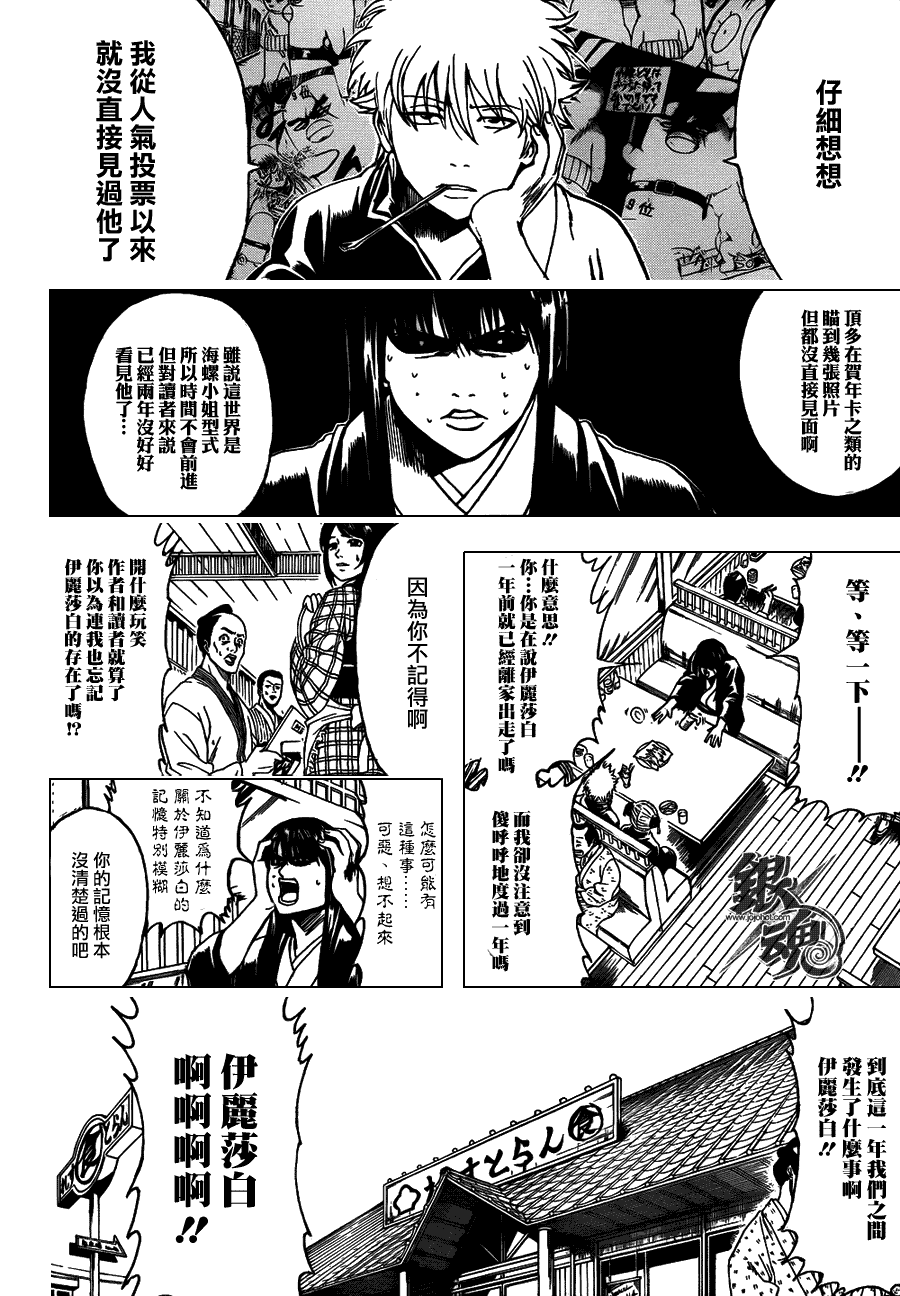 仔細想想
我從人氣投票以來
就沒直接見過他了
9位
頂多在賀年卡之類的
瞄到幾張照片
但都沒直接見面啊
雖說這世界是
海螺小姐型式
所以時間不會前進
但對讀者來說
已經兩年沒好好
看見他了…
等、等一下——!!
什麼意思!!
你…你是在說伊麗莎白
一年前就已經離家出走了嗎
而我卻沒注意到
傻呼呼地度過一年嗎
銀魂
www.jojohot.com
因為你不記得啊
開什麼玩笑
作者和讀者就算了
你以為連我也忘記
伊麗莎白的存在了嗎!?
怎麼可能有
這種事……
可惡、想不起來
不知道為什麼
關於伊麗莎白的
記憶特別模糊
你的記憶根本
沒清楚過的吧
到底這一年我們之間
發生了什麼事啊
伊麗莎白!!
伊麗莎白
啊啊啊啊!!
とらん